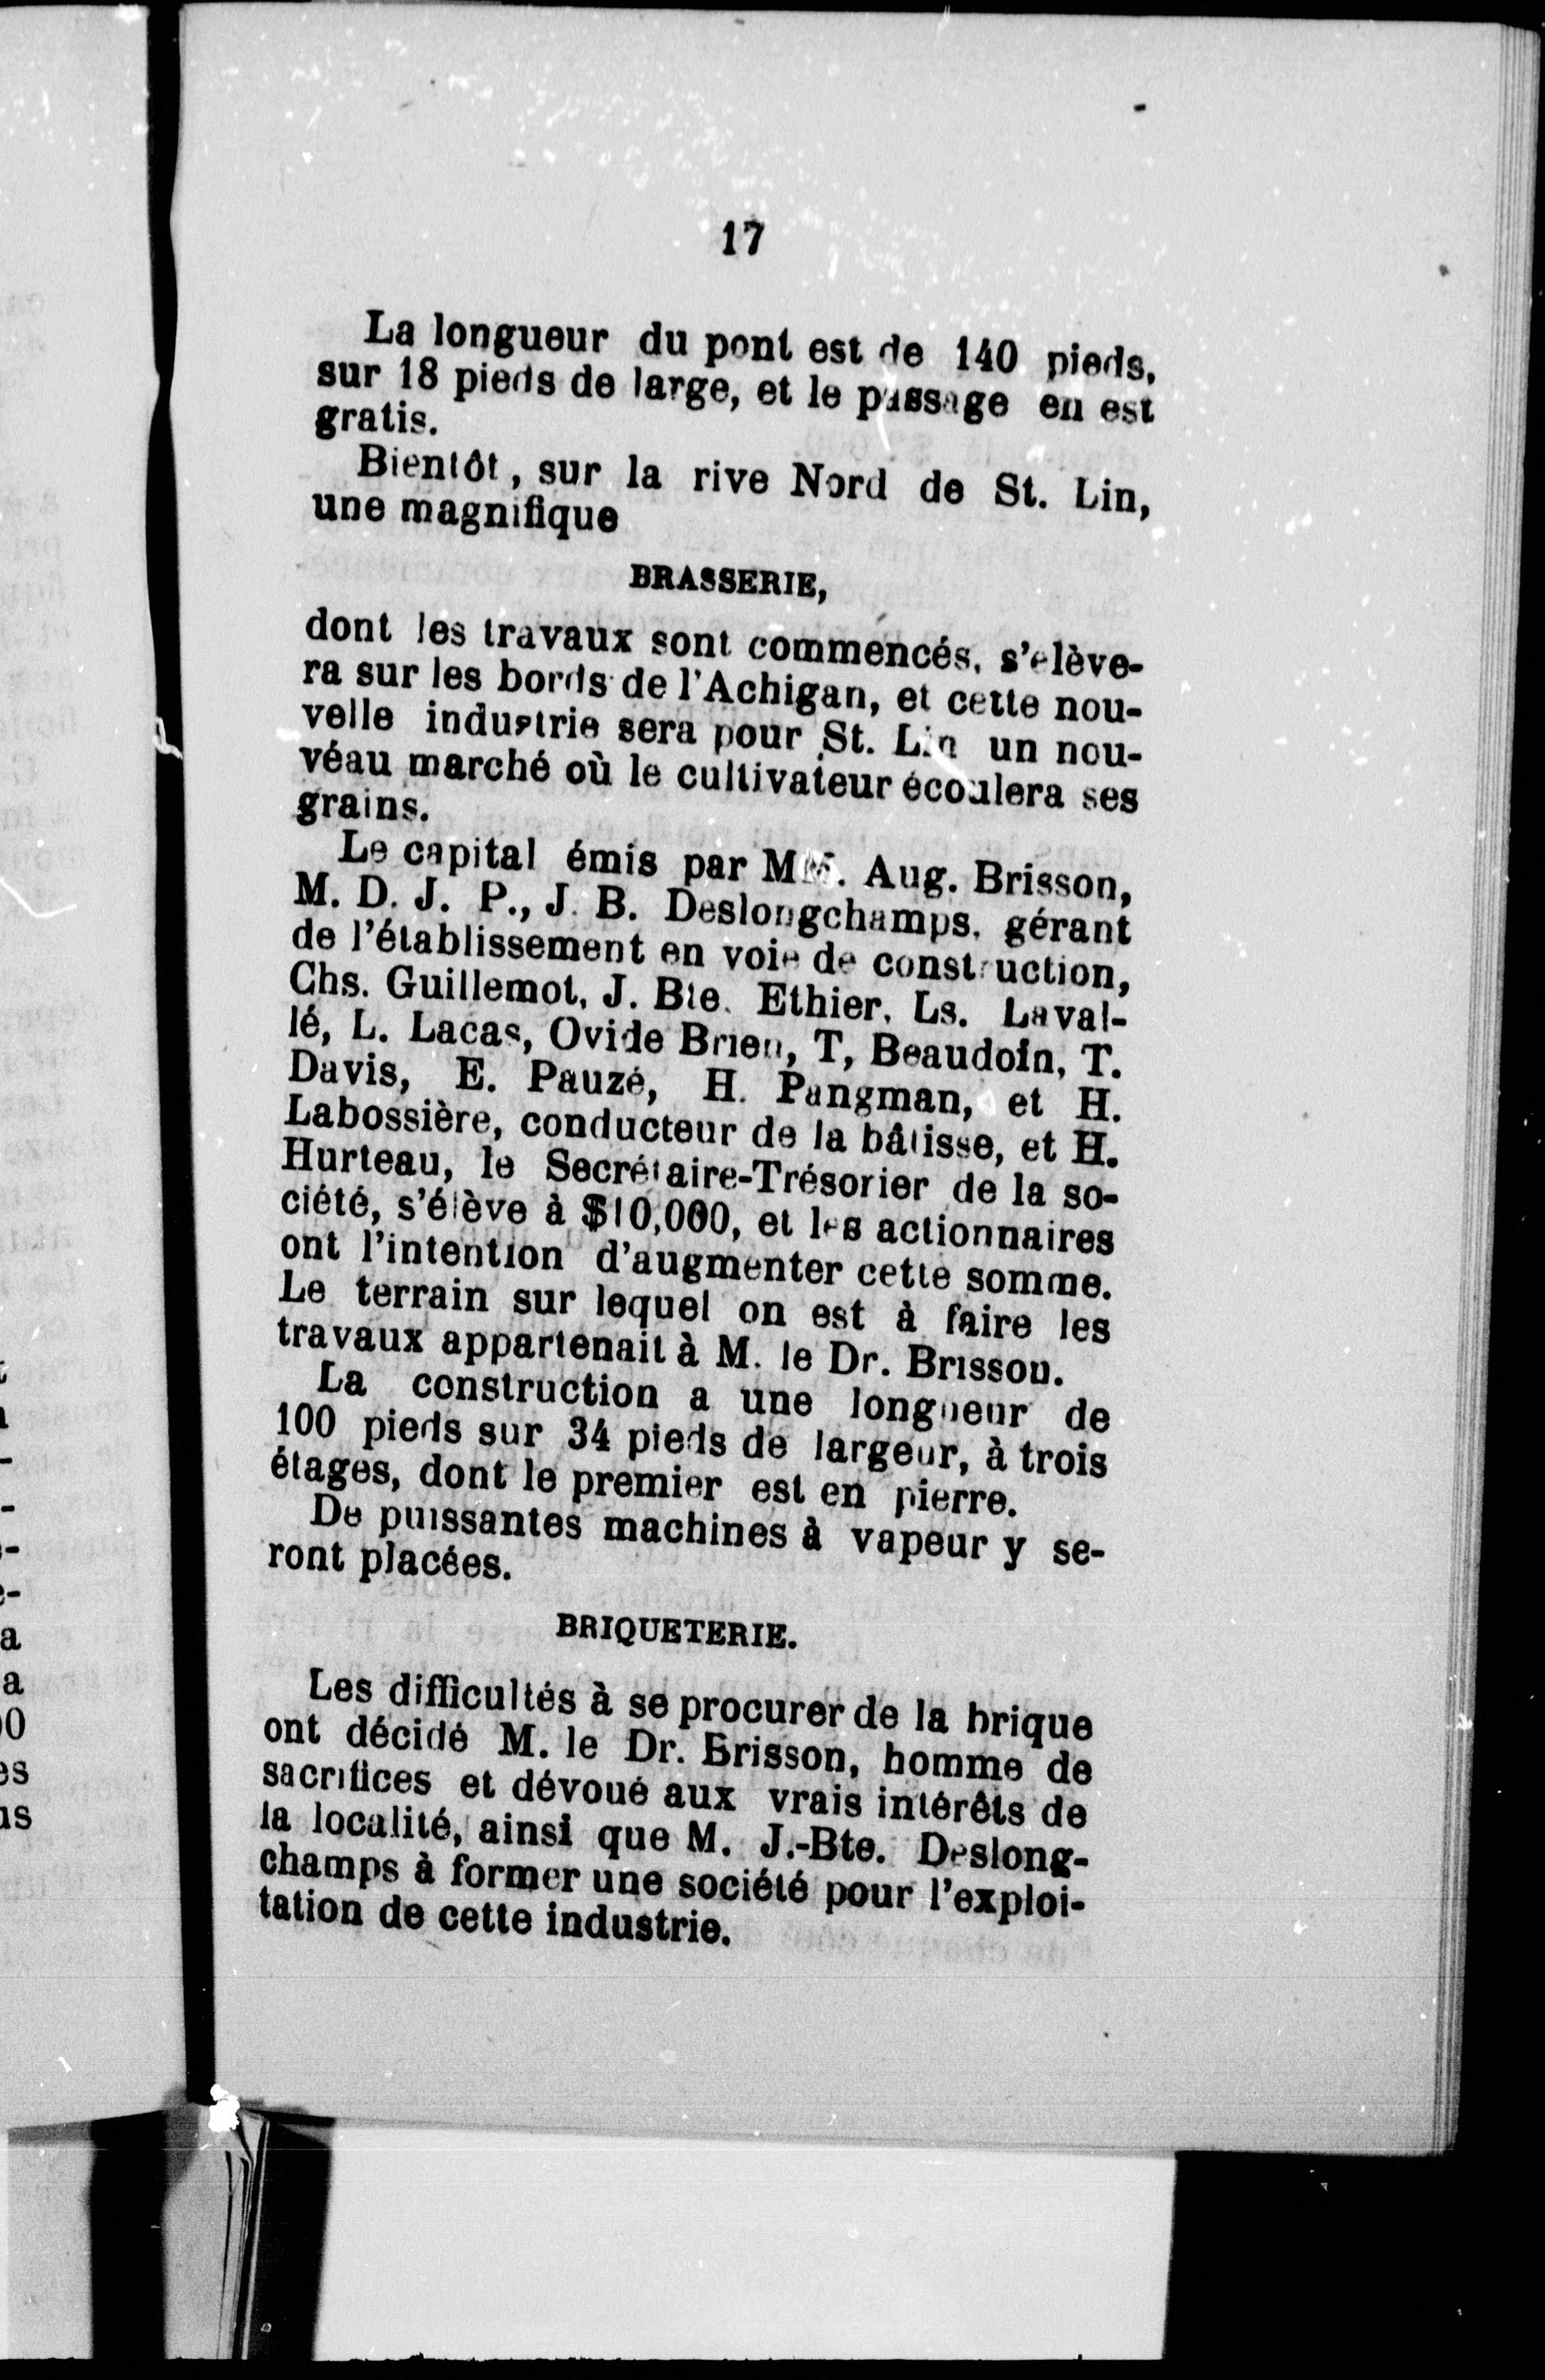 17
La longueur du pont est de 140 pieds,
sur 18 pieds de large, et le passage en est
gratis.
Bientôt, sur la rive Nord de St. Lin,
une magnifique
BRASSERIE,
dont les travaux sont commencés, s'elève-
ra sur les bords de l'Achigan, et cette nou-
velle industrie sera pour St. Lin un nou-
véau marché où le cultivateur écoulera ses
grains.
Le capital émis par MM. Aug. Brisson,
M. D. J. P., J. B. Deslongchamps, gérant
de l'établissement en voie de construction,
Chs. Guillemot, J. Bte. Ethier, Ls. Laval-
lé, L. Lacas, Ovide Brien, T, Beaudoin, T.
Davis, E. Pauzé, H. Pangman, et H.
Labossière, conducteur de la bâtisse, et H.
Hurteau, le Secrétaire-Trésorier de la so-
ciété, s'élève à $10,000, et les actionnaires
ont l'intention d'augmenter cette somme.
Le terrain sur lequel on est à faire les
travaux appartenait à M. le Dr. Brisson.
La construction a une longueur de
100 pieds sur 34 pieds de largeur, à trois
étages, dont le premier est en pierre.
De puissantes machines à vapeur y se-
ront placées.
BRIQUETERIE.
Les difficultés à se procurer de la brique
ont décidé M. le Dr. Brisson, homme de
sacrifices et dévoué aux vrais intérêts de
la localité, ainsi que M. J.-Bte. Deslong-
champs à former une société pour l'exploi-
tation de cette industrie.